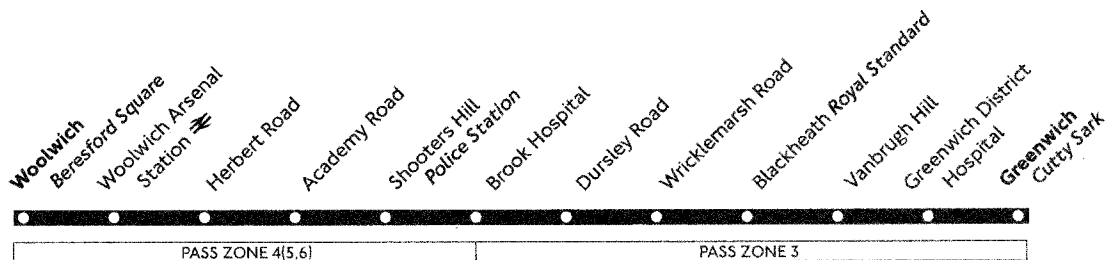 Woolwich
Beresford Square
Woolwich Arsenal
Station
Herbert Road
Academy Road
Shooters Hill
Police Station
Brook Hospital
Dursley Road
Wricklemarsh Road
Blackheath Royal Standard
Vanbrugh Hill
Greenwich District
Hospital
Greenwich
Cutty Sark
PASS ZONE 4(5,6)
PASS ZONE 3